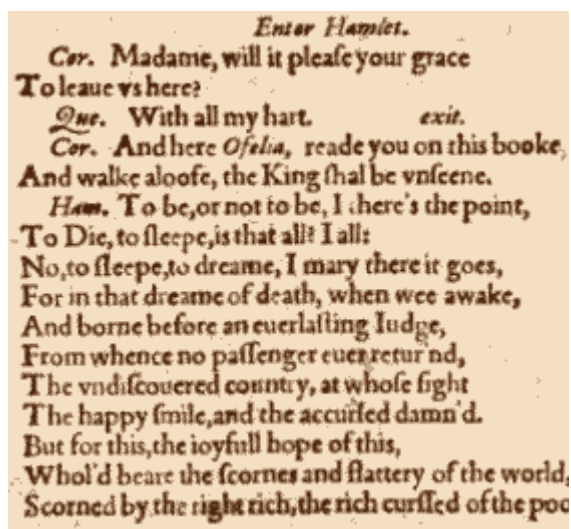 Enter Hamlet.
Cor. Madame, will it pleaſe your grace
To leaue vs here?
Que. With all my hart. exit.
Cor. And here Ofelia, reade you on this booke,
And walke aloofe, the King ſhal be vnſeene.
Ham. To be, or not to be, I there's the point,
To Die, to ſleepe, is that all? I all:
No, to ſleepe, to dreame, I mary there it goes,
For in that dreame of death, when wee awake,
And borne before an euerlaſting Iudge,
From whence no paſſenger euer retur'nd,
The vndiſcouered country, at whoſe ſight
The happy ſmile, and the accurſed damn'd.
But for this, the ioyfull hope of this,
Whol'd beare the ſcornes and flattery of the world,
Scorned by the right rich, the rich curſſed of the poo